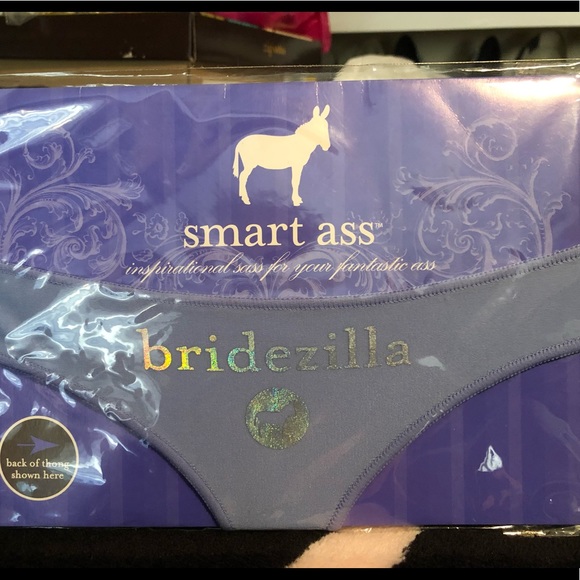 smart ass™
inspirational sass for your fantastic ass
bridezilla
back of thong
shown here